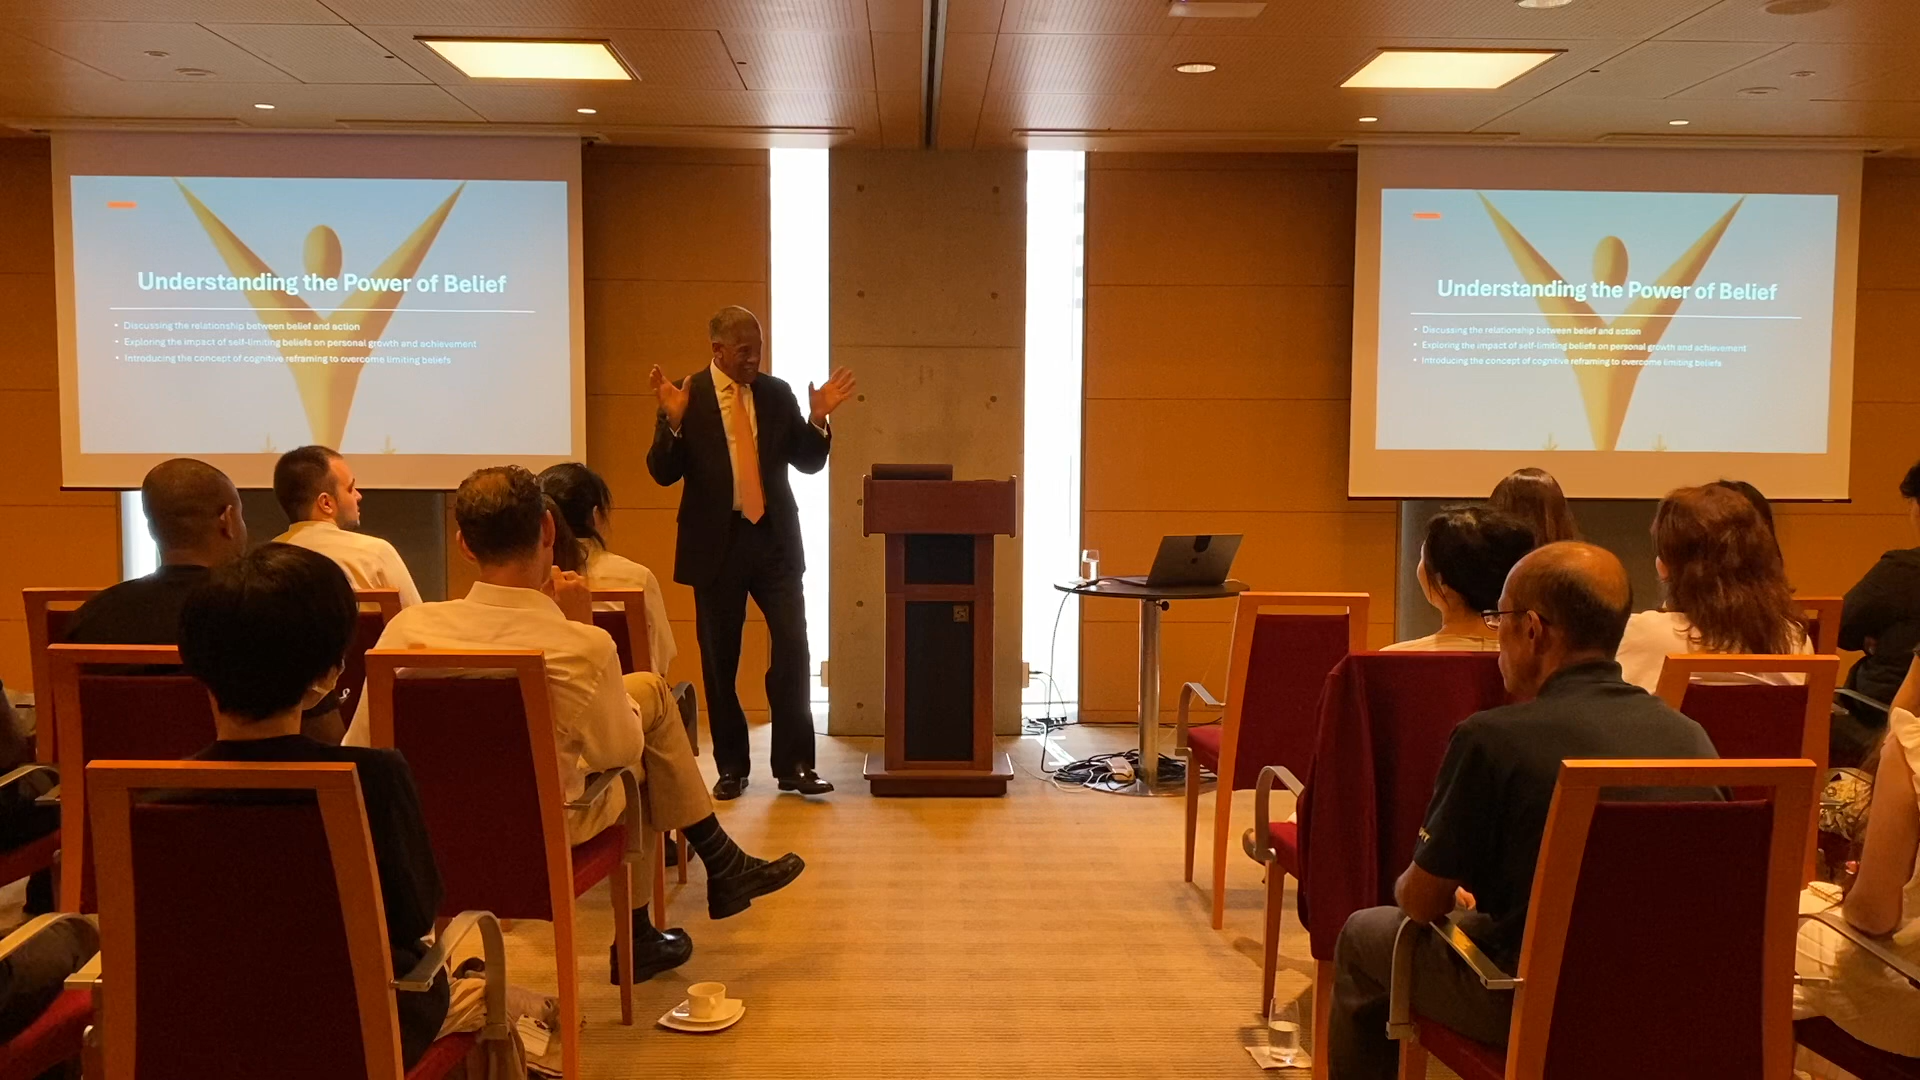 Understanding the Power of Belief
• Discussing the relationship between belief and action
• Exploring the impact of self-limiting beliefs on personal growth and achievement
• Introducing the concept of cognitive reframing to overcome limiting beliefs
Understanding the Power of Belief
• Discussing the relationship between belief and action
• Exploring the impact of self-limiting beliefs on personal growth and achievement
• Introducing the concept of cognitive reframing to overcome limiting beliefs